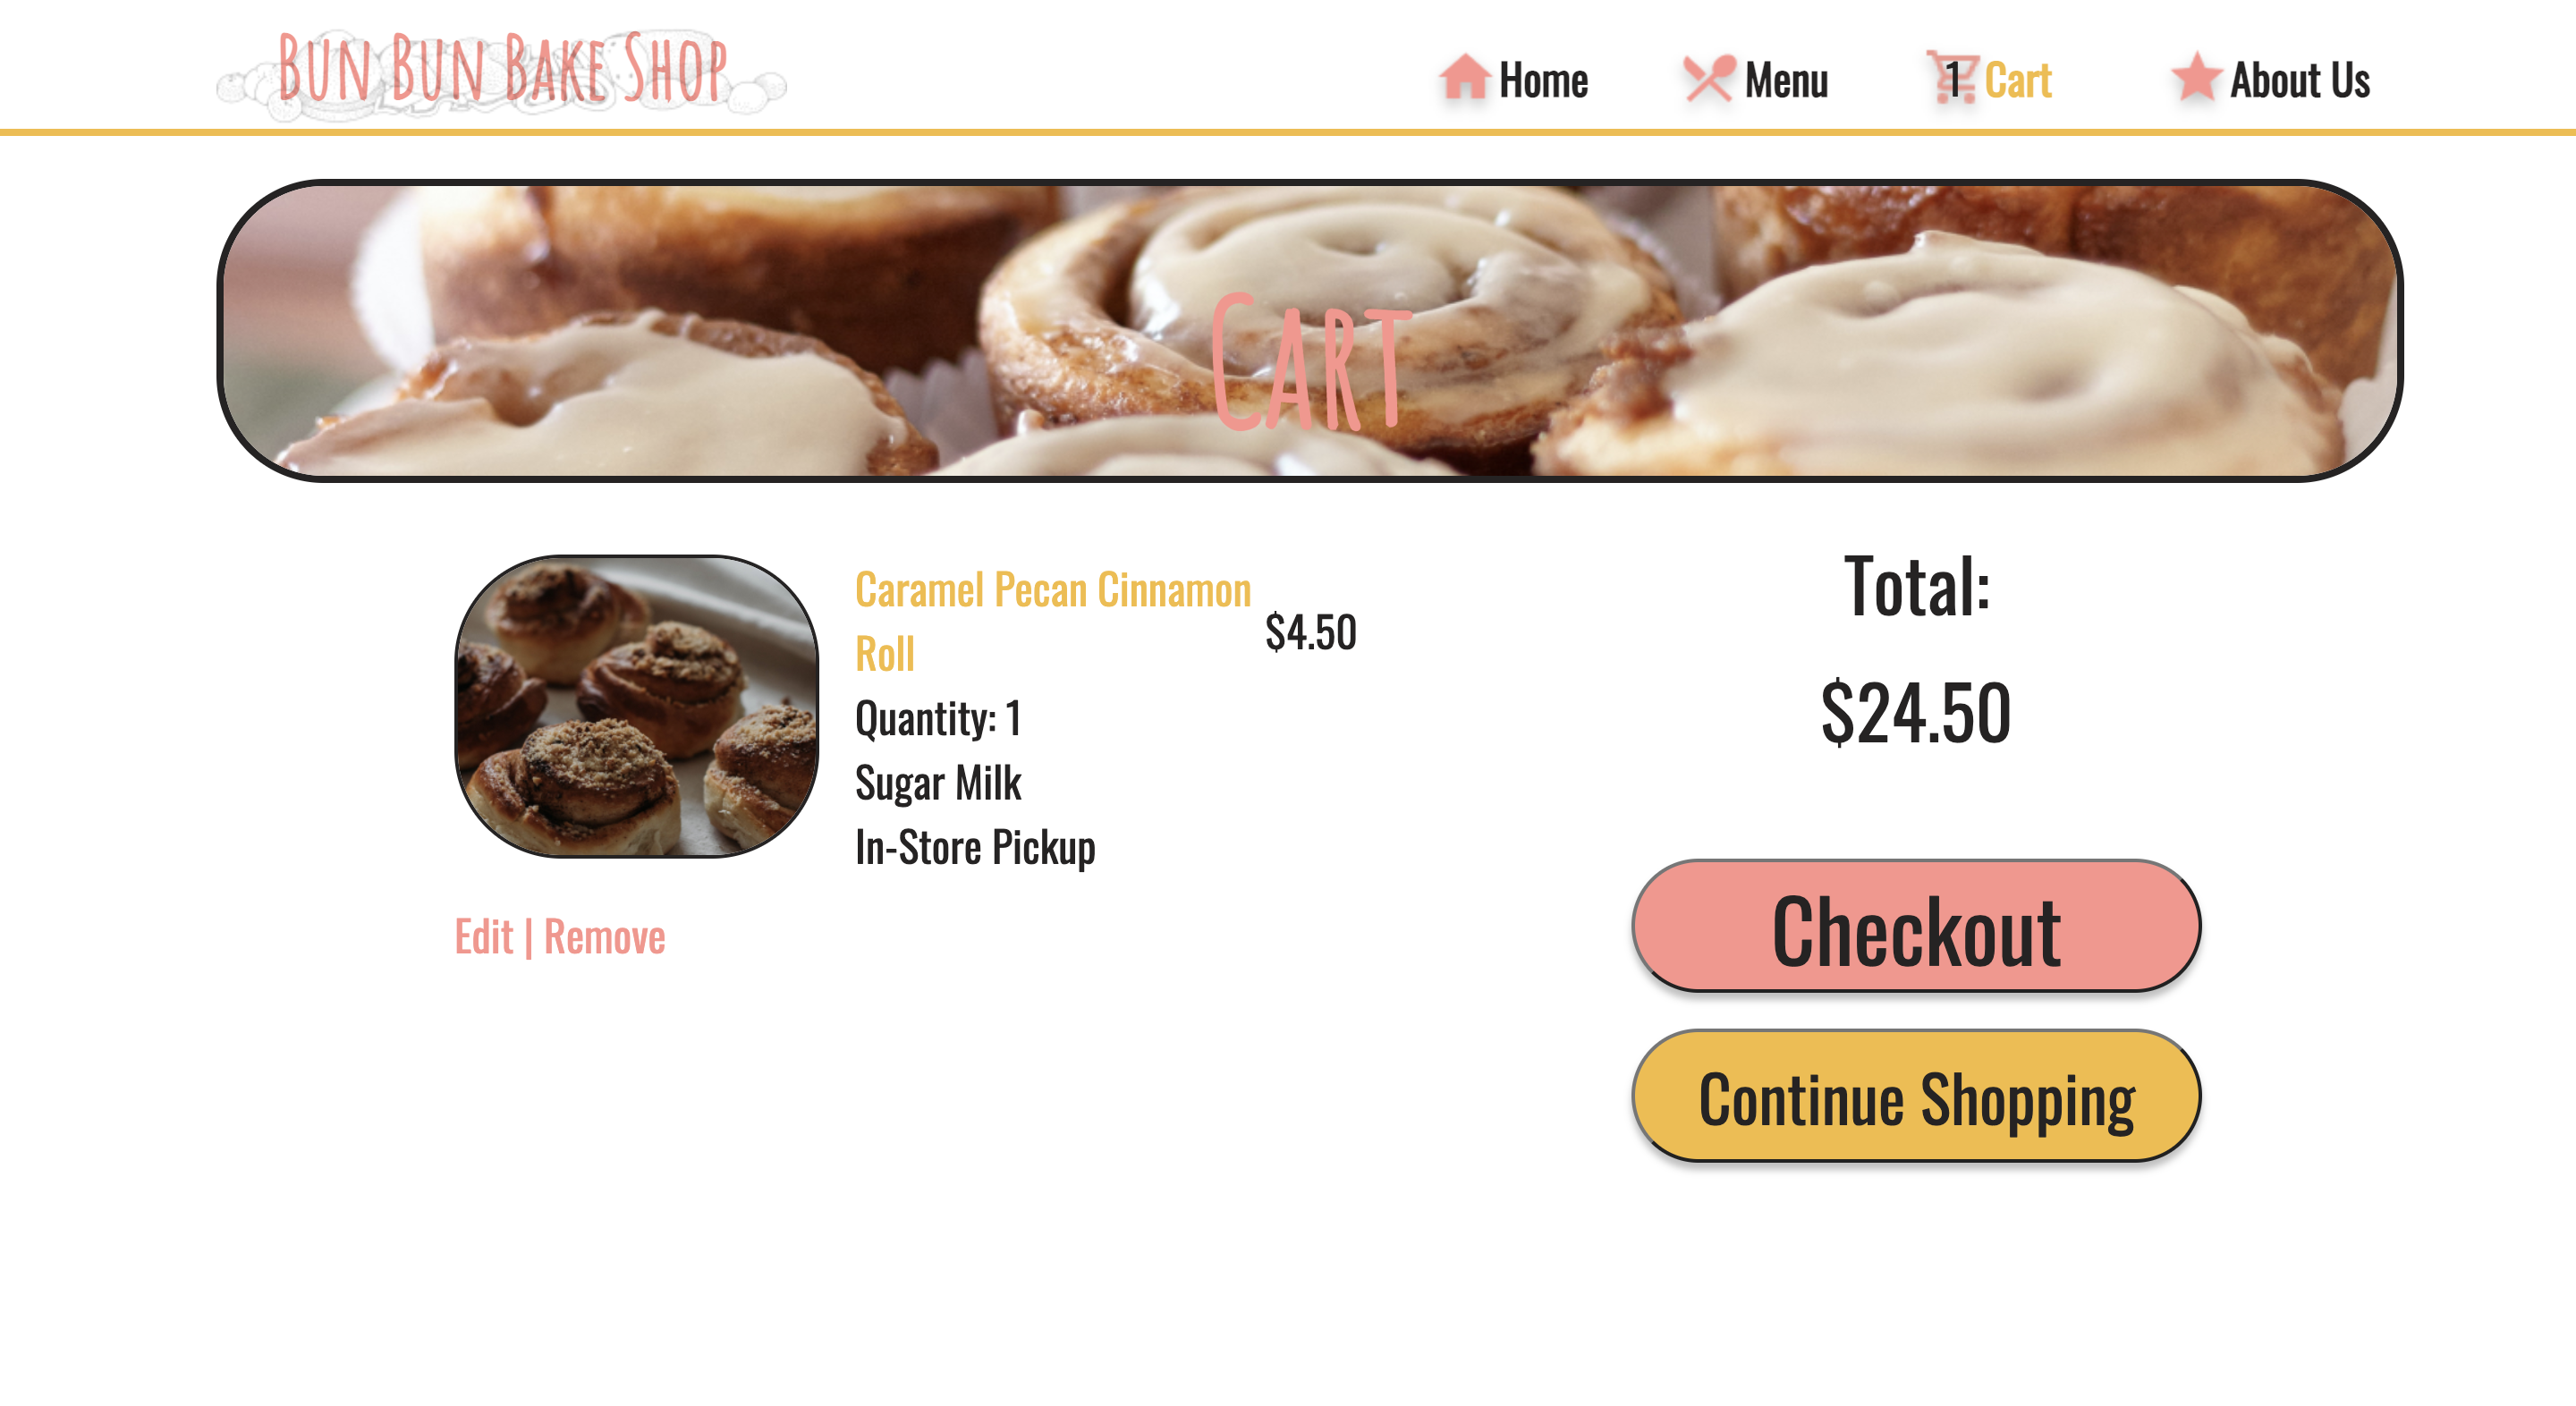 Bun Bun Bake Shop
Home
Menu
1 Cart
About Us
Cart
Caramel Pecan Cinnamon
Roll
$4.50
Quantity: 1
Sugar Milk
In-Store Pickup
Edit | Remove
Total:
$24.50
Checkout
Continue Shopping